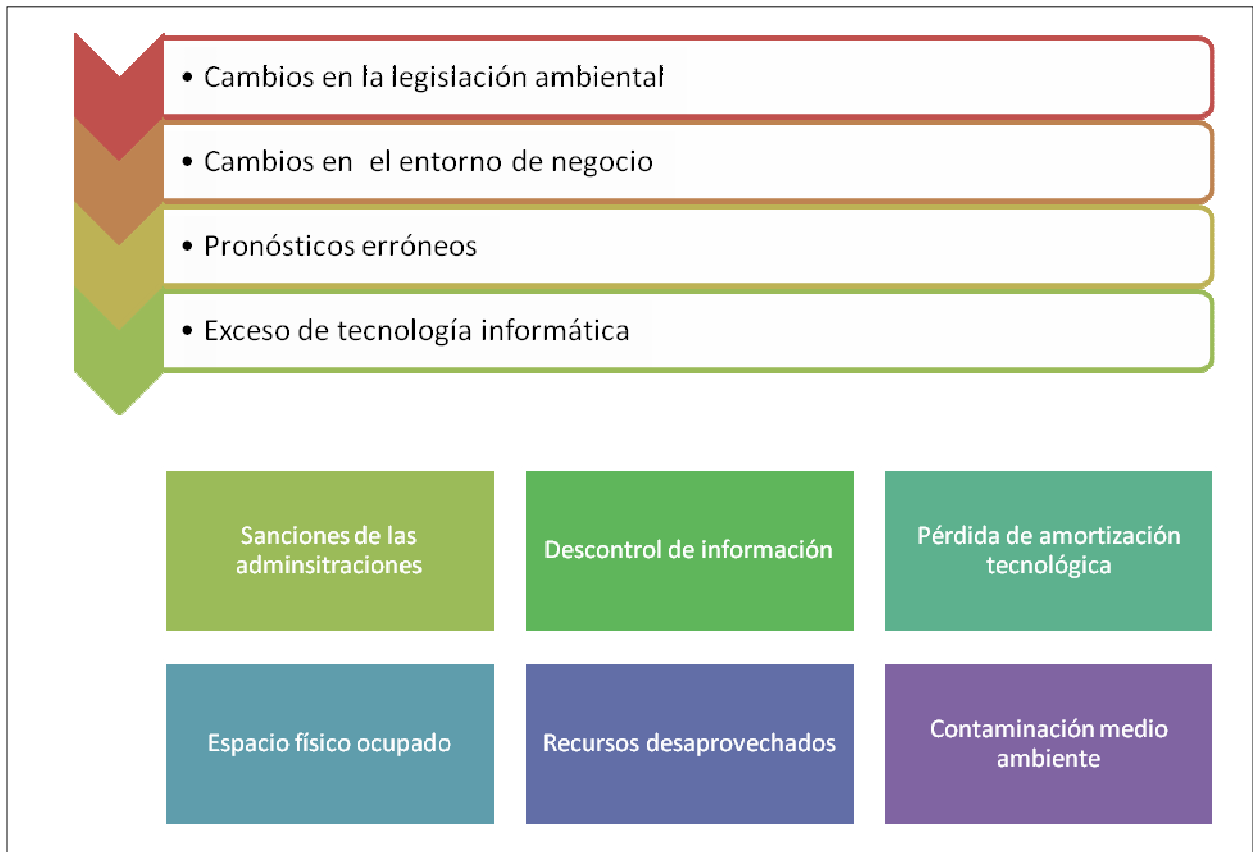 • Cambios en la legislación ambiental
• Cambios en el entorno de negocio
• Pronósticos erróneos
• Exceso de tecnología informática
Sanciones de las
adminsitraciones
Descontrol de información
Pérdida de amortización
tecnológica
Espacio físico ocupado
Recursos desaprovechados
Contaminación medio
ambiente